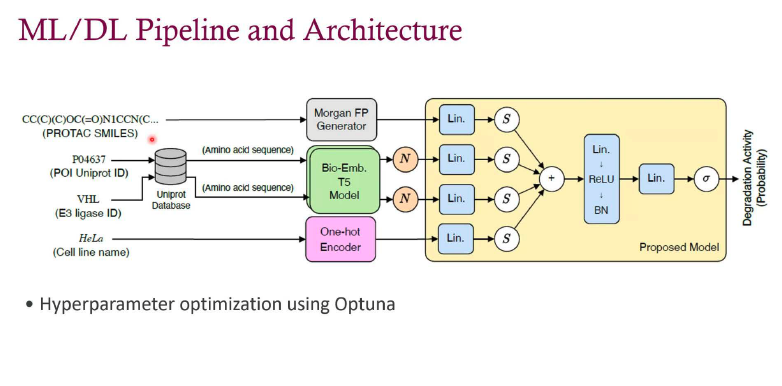 ML/DL Pipeline and Architecture
CC(C)(C)OC(=O)N1CCN(C...
(PROTAC SMILES)
Morgan FP
Generator
Lin.
S
P04637
(POI Uniprot ID)
(Amino acid sequence)
N
Lin.
S
Bio-Emb.
T5
Model
VHL
(E3 ligase ID)
Uniprot
Database
(Amino acid sequence)
N
Lin.
S
HeLa
(Cell line name)
One-hot
Encoder
Lin.
S
+
Lin.
↓
ReLU
↓
BN
Lin.
σ
Proposed Model
Degradation Activity
(Probability)
• Hyperparameter optimization using Optuna